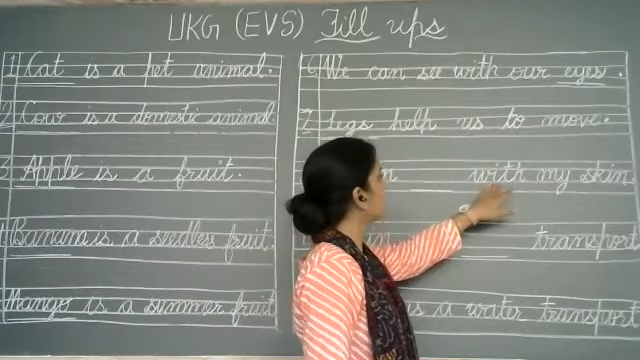 UKG (EVS) Fill ups
1 Cat is a pet animal.
2 Cow is a domestic animal.
3 Apple is a fruit.
Banana is a seedless fruit.
Mango is a summer fruit
6 We can see with our eyes.
7 Legs help us to move.
with my skin
transport
is a water transport